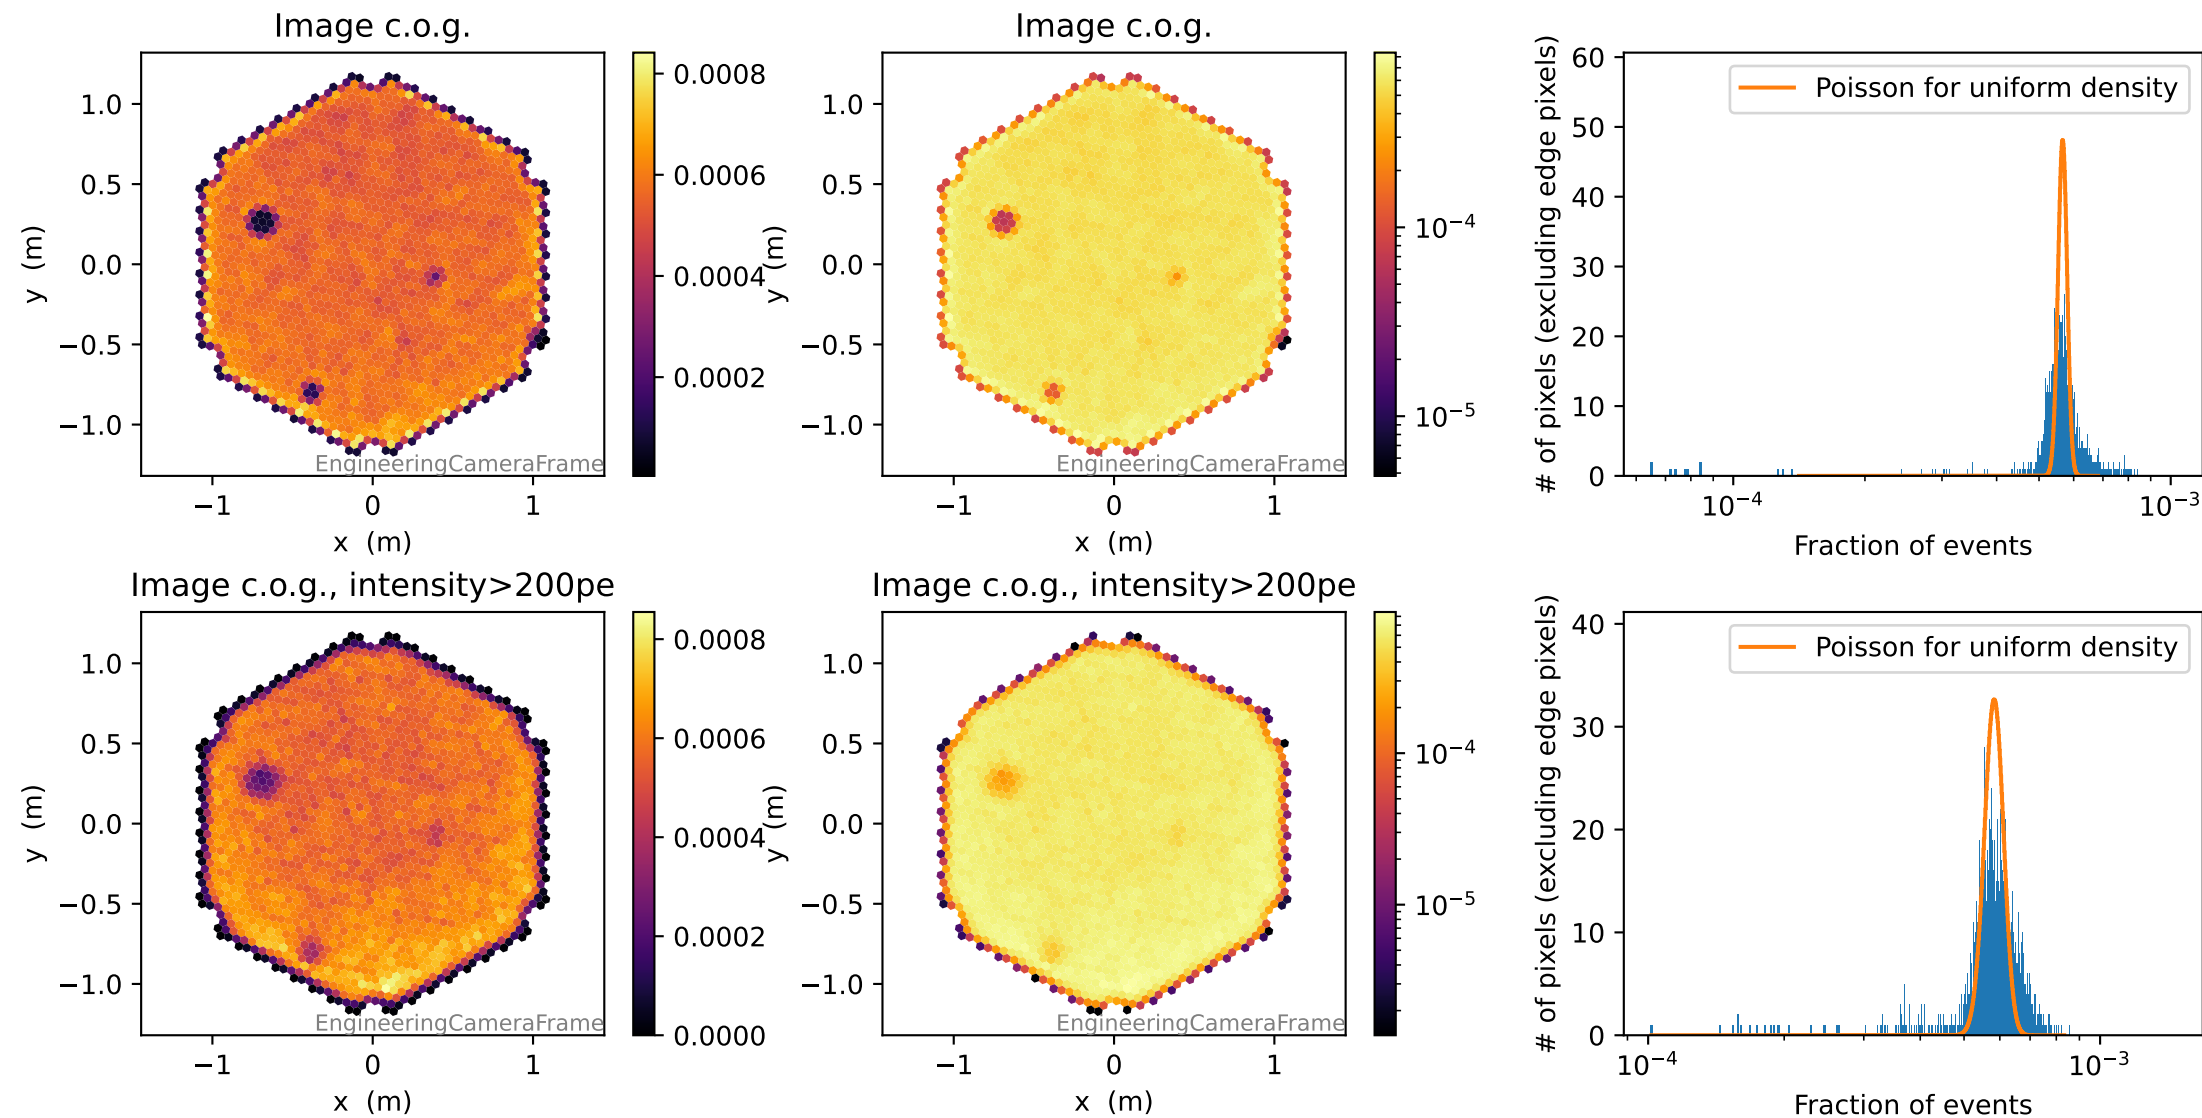 Image c.o.g.
1.0
0.5
0.0
−0.5
−1.0
y (m)
−1
0
1
x (m)
EngineeringCameraFrame
0.0008
0.0006
0.0004
0.0002
Image c.o.g.
1.0
0.5
0.0
−0.5
−1.0
y (m)
−1
0
1
x (m)
EngineeringCameraFrame
10⁻⁴
10⁻⁵
60
50
40
30
20
10
0
# of pixels (excluding edge pixels)
Poisson for uniform density
10⁻⁴
10⁻³
Fraction of events
Image c.o.g., intensity>200pe
1.0
0.5
0.0
−0.5
−1.0
y (m)
−1
0
1
x (m)
EngineeringCameraFrame
0.0008
0.0006
0.0004
0.0002
0.0000
Image c.o.g., intensity>200pe
1.0
0.5
0.0
−0.5
−1.0
y (m)
−1
0
1
x (m)
EngineeringCameraFrame
10⁻⁴
10⁻⁵
40
30
20
10
0
# of pixels (excluding edge pixels)
Poisson for uniform density
10⁻⁴
10⁻³
Fraction of events